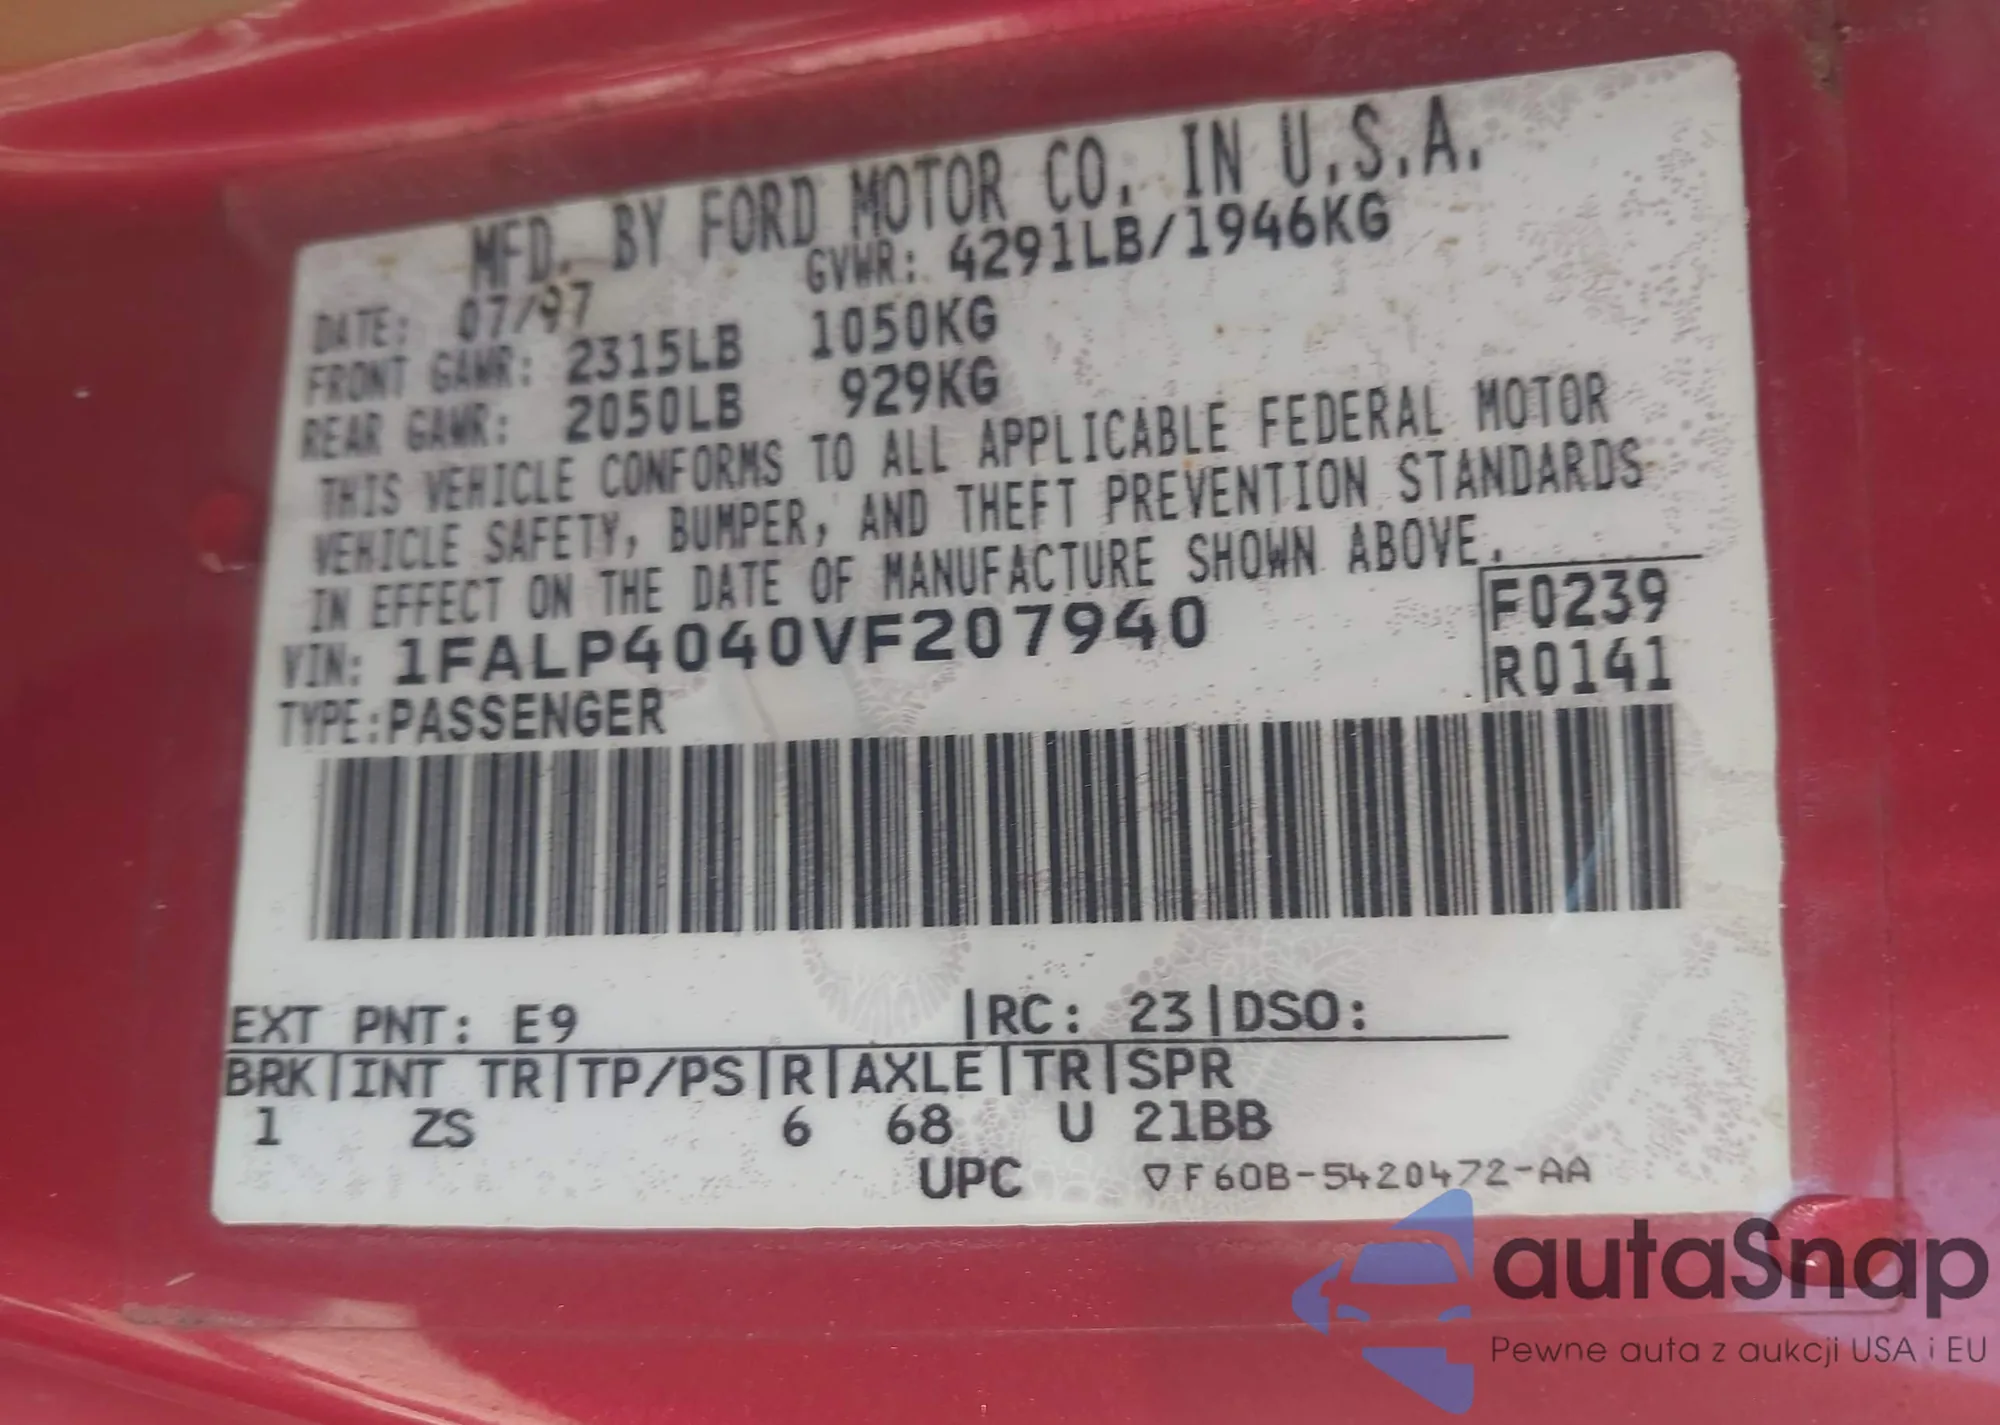 MFD. BY FORD MOTOR CO. IN U.S.A.
DATE: 07/97 GVWR: 4291LB/1946KG
FRONT GAWR: 2315LB 1050KG
REAR GAWR: 2050LB 929KG
THIS VEHICLE CONFORMS TO ALL APPLICABLE FEDERAL MOTOR
VEHICLE SAFETY, BUMPER, AND THEFT PREVENTION STANDARDS
IN EFFECT ON THE DATE OF MANUFACTURE SHOWN ABOVE.
VIN: 1FALP4040VF207940 F0239
TYPE:PASSENGER R0141
EXT PNT: E9 |RC: 23|DSO:
BRK|INT TR|TP/PS|R|AXLE|TR|SPR
1 ZS 6 68 U 21BB
UPC ▽F60B-5420472-AA
autaSnap
Pewne auta z aukcji USA i EU